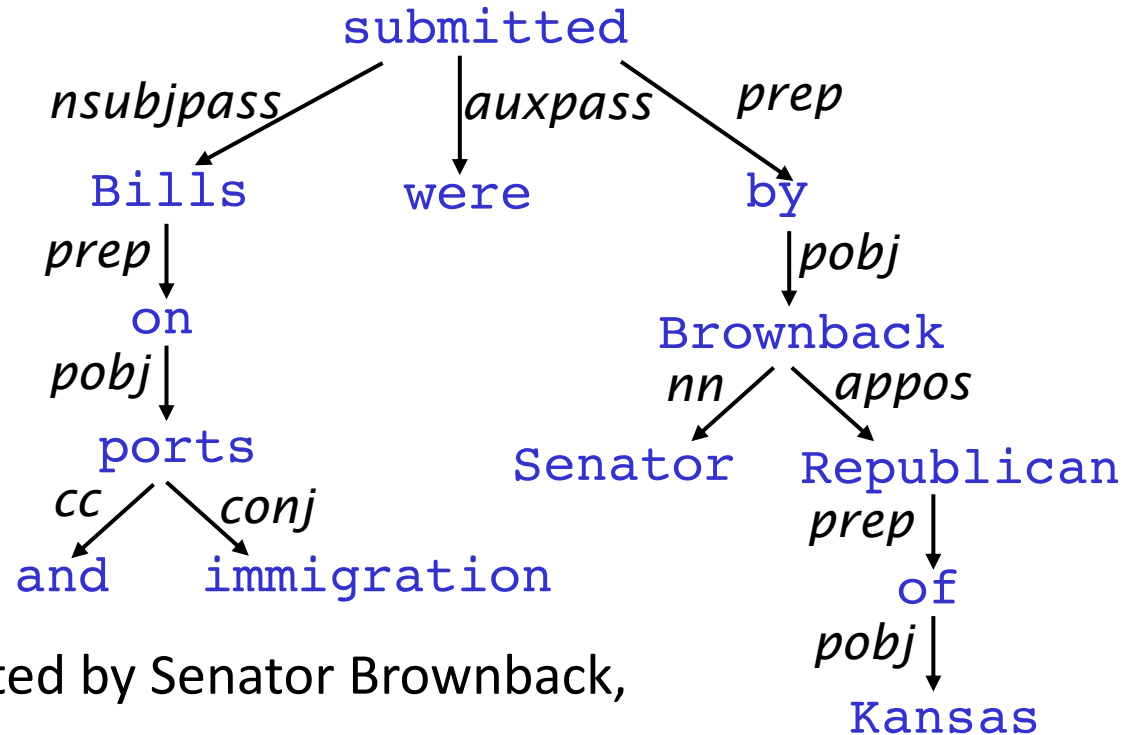 submitted
nsubjpass auxpass prep
Bills were by
prep pobj
on Brownback
pobj nn appos
ports Senator Republican
cc conj prep
and immigration of
pobj
ted by Senator Brownback,
Kansas